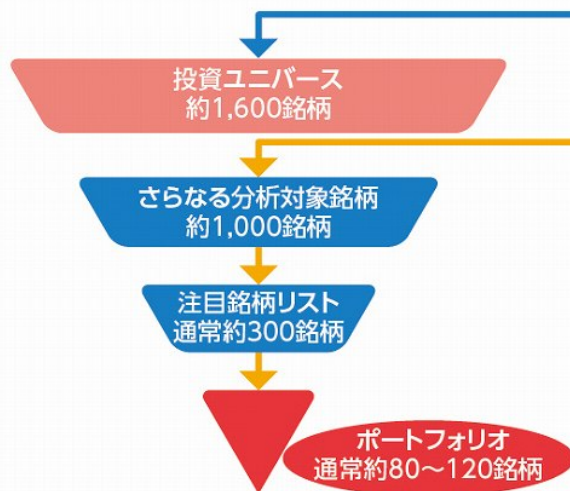 投資ユニバース
約1,600銘柄
さらなる分析対象銘柄
約1,000銘柄
注目銘柄リスト
通常約300銘柄
ポートフォリオ
通常約80～120銘柄